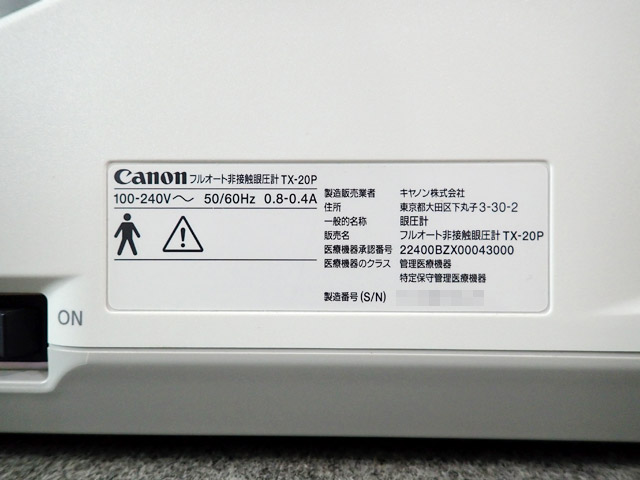 Canon フルオート非接触眼圧計 TX-20P
100-240V〜 50/60Hz 0.8-0.4A
製造販売業者 キヤノン株式会社
住所 東京都大田区下丸子3-30-2
一般的名称 眼圧計
販売名 フルオート非接触眼圧計 TX-20P
医療機器承認番号 22400BZX00043000
医療機器のクラス 管理医療機器
特定保守管理医療機器
製造番号(S/N)
ON